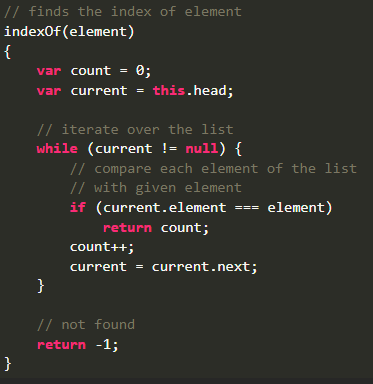 // finds the index of element
indexOf(element)
{
    var count = 0;
    var current = this.head;

    // iterate over the list
    while (current != null) {
        // compare each element of the list
        // with given element
        if (current.element === element)
            return count;
        count++;
        current = current.next;
    }

    // not found
    return -1;
}